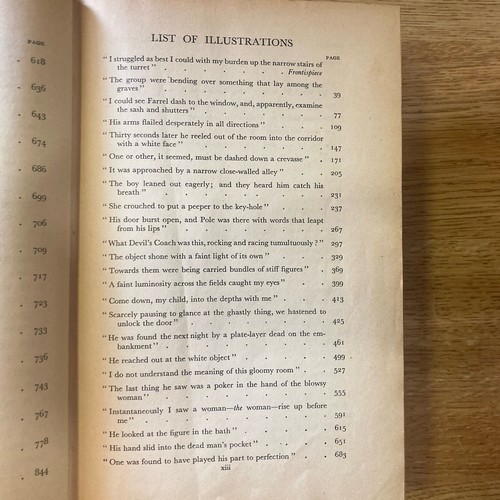 PAGE
618
636
643
674
686
699
706
709
717
723
733
736
743
767
778
844
LIST OF ILLUSTRATIONS
PAGE
"I struggled as best I could with my burden up the narrow stairs of
the turret" . . . . . . . Frontispiece
"The group were bending over something that lay among the
graves" . . . . . . . . 39
"I could see Farrel dash to the window, and, apparently, examine
the sash and shutters" . . . . . . 77
"His arms flailed desperately in all directions" . . . 109
"Thirty seconds later he reeled out of the room into the corridor
with a white face" . . . . . . . 147
"One or other, it seemed, must be dashed down a crevasse" . 171
"It was approached by a narrow close-walled alley" . . 205
"The boy leaned out eagerly; and they heard him catch his
breath" . . . . . . . . 231
"She crouched to put a peeper to the key-hole" . . . 237
"His door burst open, and Pole was there with words that leapt
from his lips" . . . . . . . 267
"What Devil's Coach was this, rocking and racing tumultuously?" 297
"The object shone with a faint light of its own" . . . 329
"Towards them were being carried bundles of stiff figures" . 369
"A faint luminosity across the fields caught my eyes" . . 399
"Come down, my child, into the depths with me" . . . 413
"Scarcely pausing to glance at the ghastly thing, we hastened to
unlock the door" . . . . . . . 425
"He was found the next night by a plate-layer dead on the em-
bankment" . . . . . . . . 461
"He reached out at the white object" . . . . 499
"I do not understand the meaning of this gloomy room" . . 527
"The last thing he saw was a poker in the hand of the blowsy
woman" . . . . . . . . 555
"Instantaneously I saw a woman—the woman—rise up before
me" . . . . . . . . . 591
"He looked at the figure in the bath" . . . . 615
"His hand slid into the dead man's pocket" . . . . 651
"One was found to have played his part to perfection" . . 683
xiii